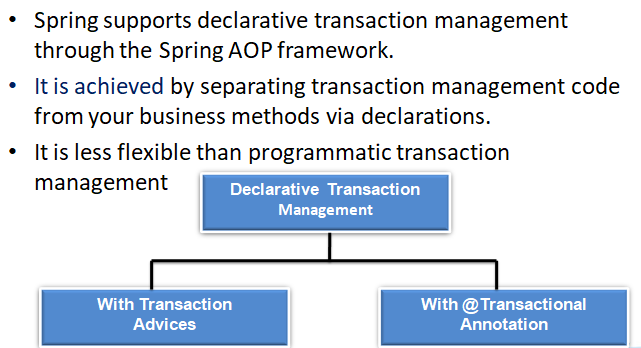 • Spring supports declarative transaction management
through the Spring AOP framework.
• It is achieved by separating transaction management code
from your business methods via declarations.
• It is less flexible than programmatic transaction
management
Declarative Transaction
Management
With Transaction
Advices
With @Transactional
Annotation